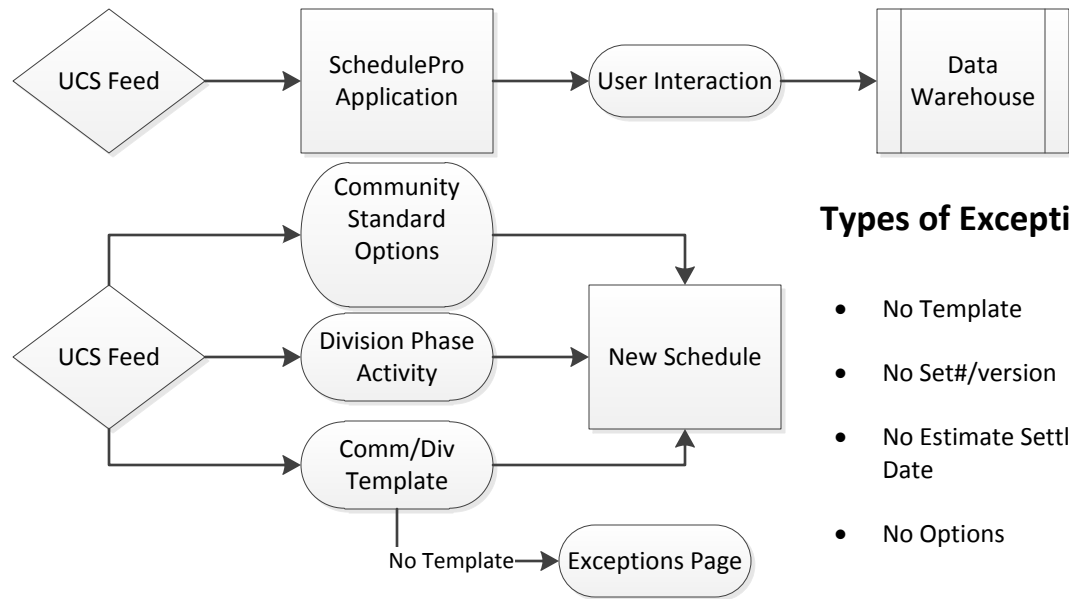 UCS Feed
SchedulePro
Application
User Interaction
Data
Warehouse
Community
Standard
Options
UCS Feed
Division Phase
Activity
New Schedule
Comm/Div
Template
No Template
Exceptions Page
Types of Excepti
• No Template
• No Set#/version
• No Estimate Settl
Date
• No Options